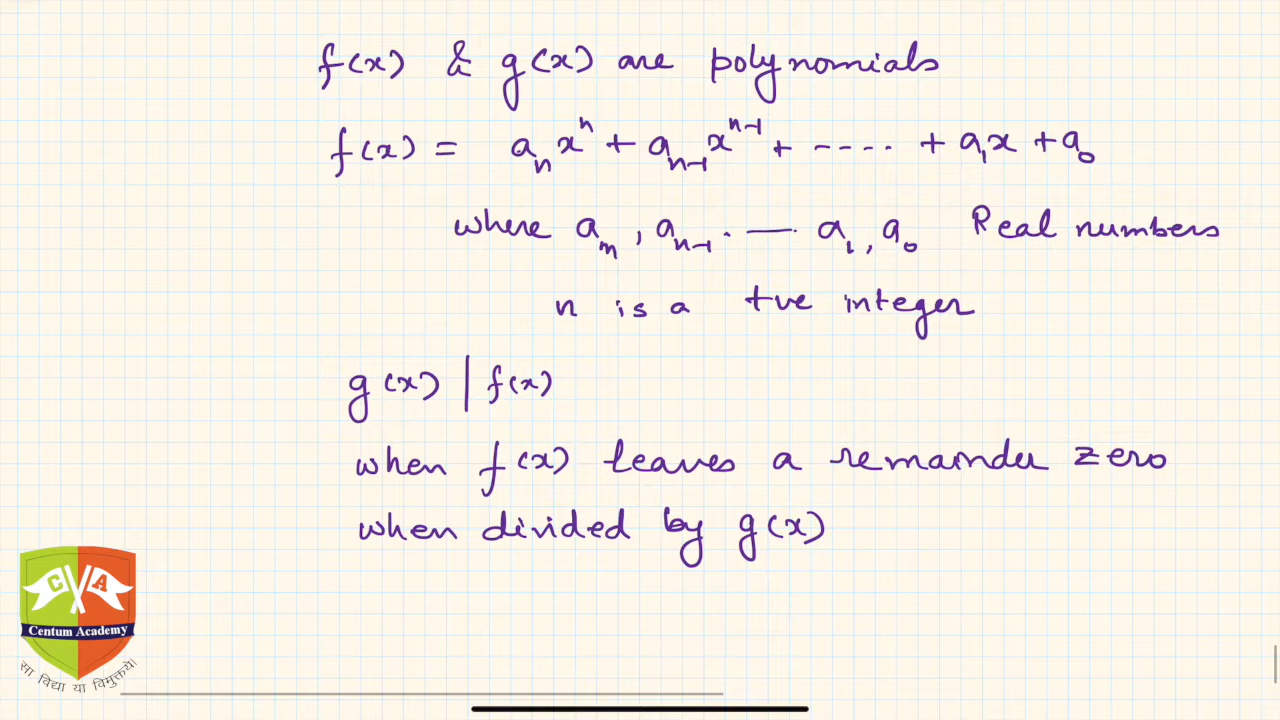 f(x) & g(x) are polynomials
f(x) = aₙxⁿ + aₙ₋₁xⁿ⁻¹ + ---- + a₁x + a₀
where aₙ, aₙ₋₁ . — . a₁, a₀ Real numbers
n is a +ve integer
g(x) | f(x)
when f(x) leaves a remainder zero
when divided by g(x)
C A
Centum Academy
सा विद्या या विमुक्तये।